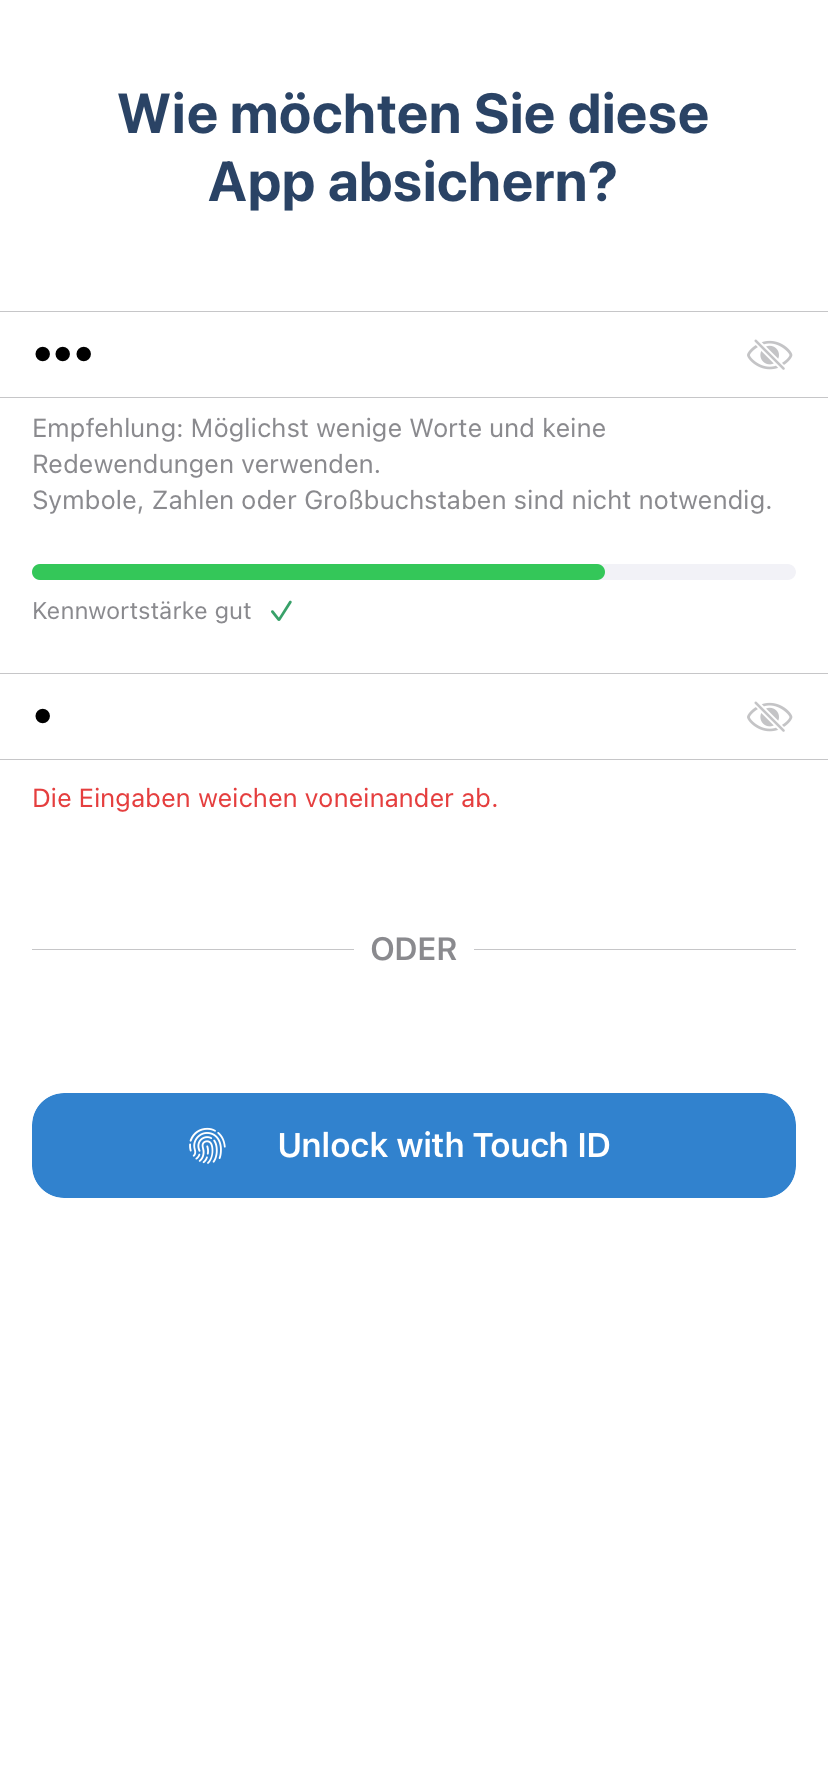 Wie möchten Sie diese
App absichern?
•••
Empfehlung: Möglichst wenige Worte und keine
Redewendungen verwenden.
Symbole, Zahlen oder Großbuchstaben sind nicht notwendig.
Kennwortstärke gut
•
Die Eingaben weichen voneinander ab.
ODER
Unlock with Touch ID